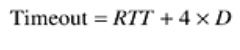 Timeout = RTT + 4 × D